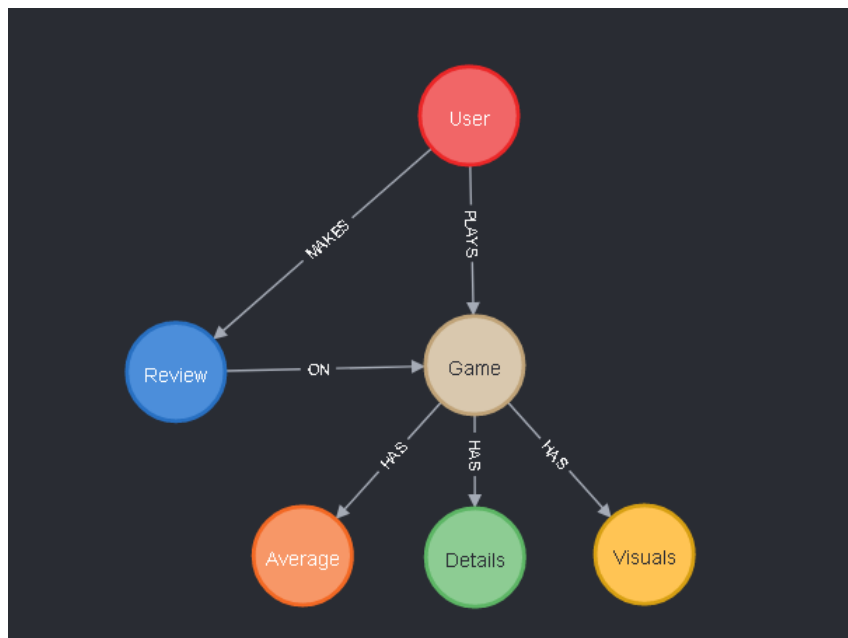 User
MAKES
PLAYS
Review
ON
Game
HAS
HAS
HAS
Average
Details
Visuals